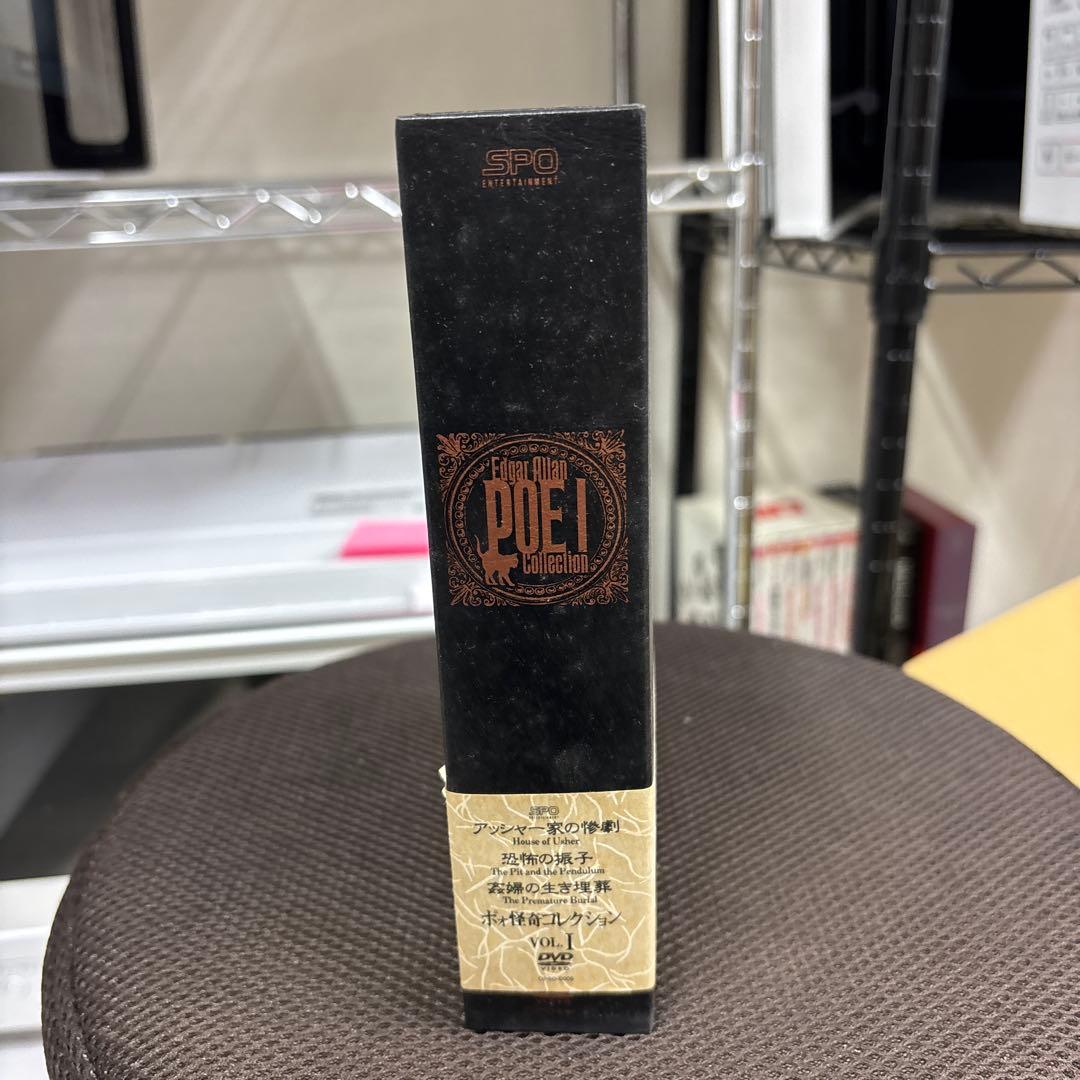 SPO
ENTERTAINMENT
Edgar Allan
POE I
Collection
SPO
ENTERTAINMENT
アッシャー家の惨劇
House of Usher
恐怖の振子
The Pit and the Pendulum
姦婦の生き埋葬
The Premature Burial
ポォ怪奇コレクション
VOL. I
DVD
VIDEO